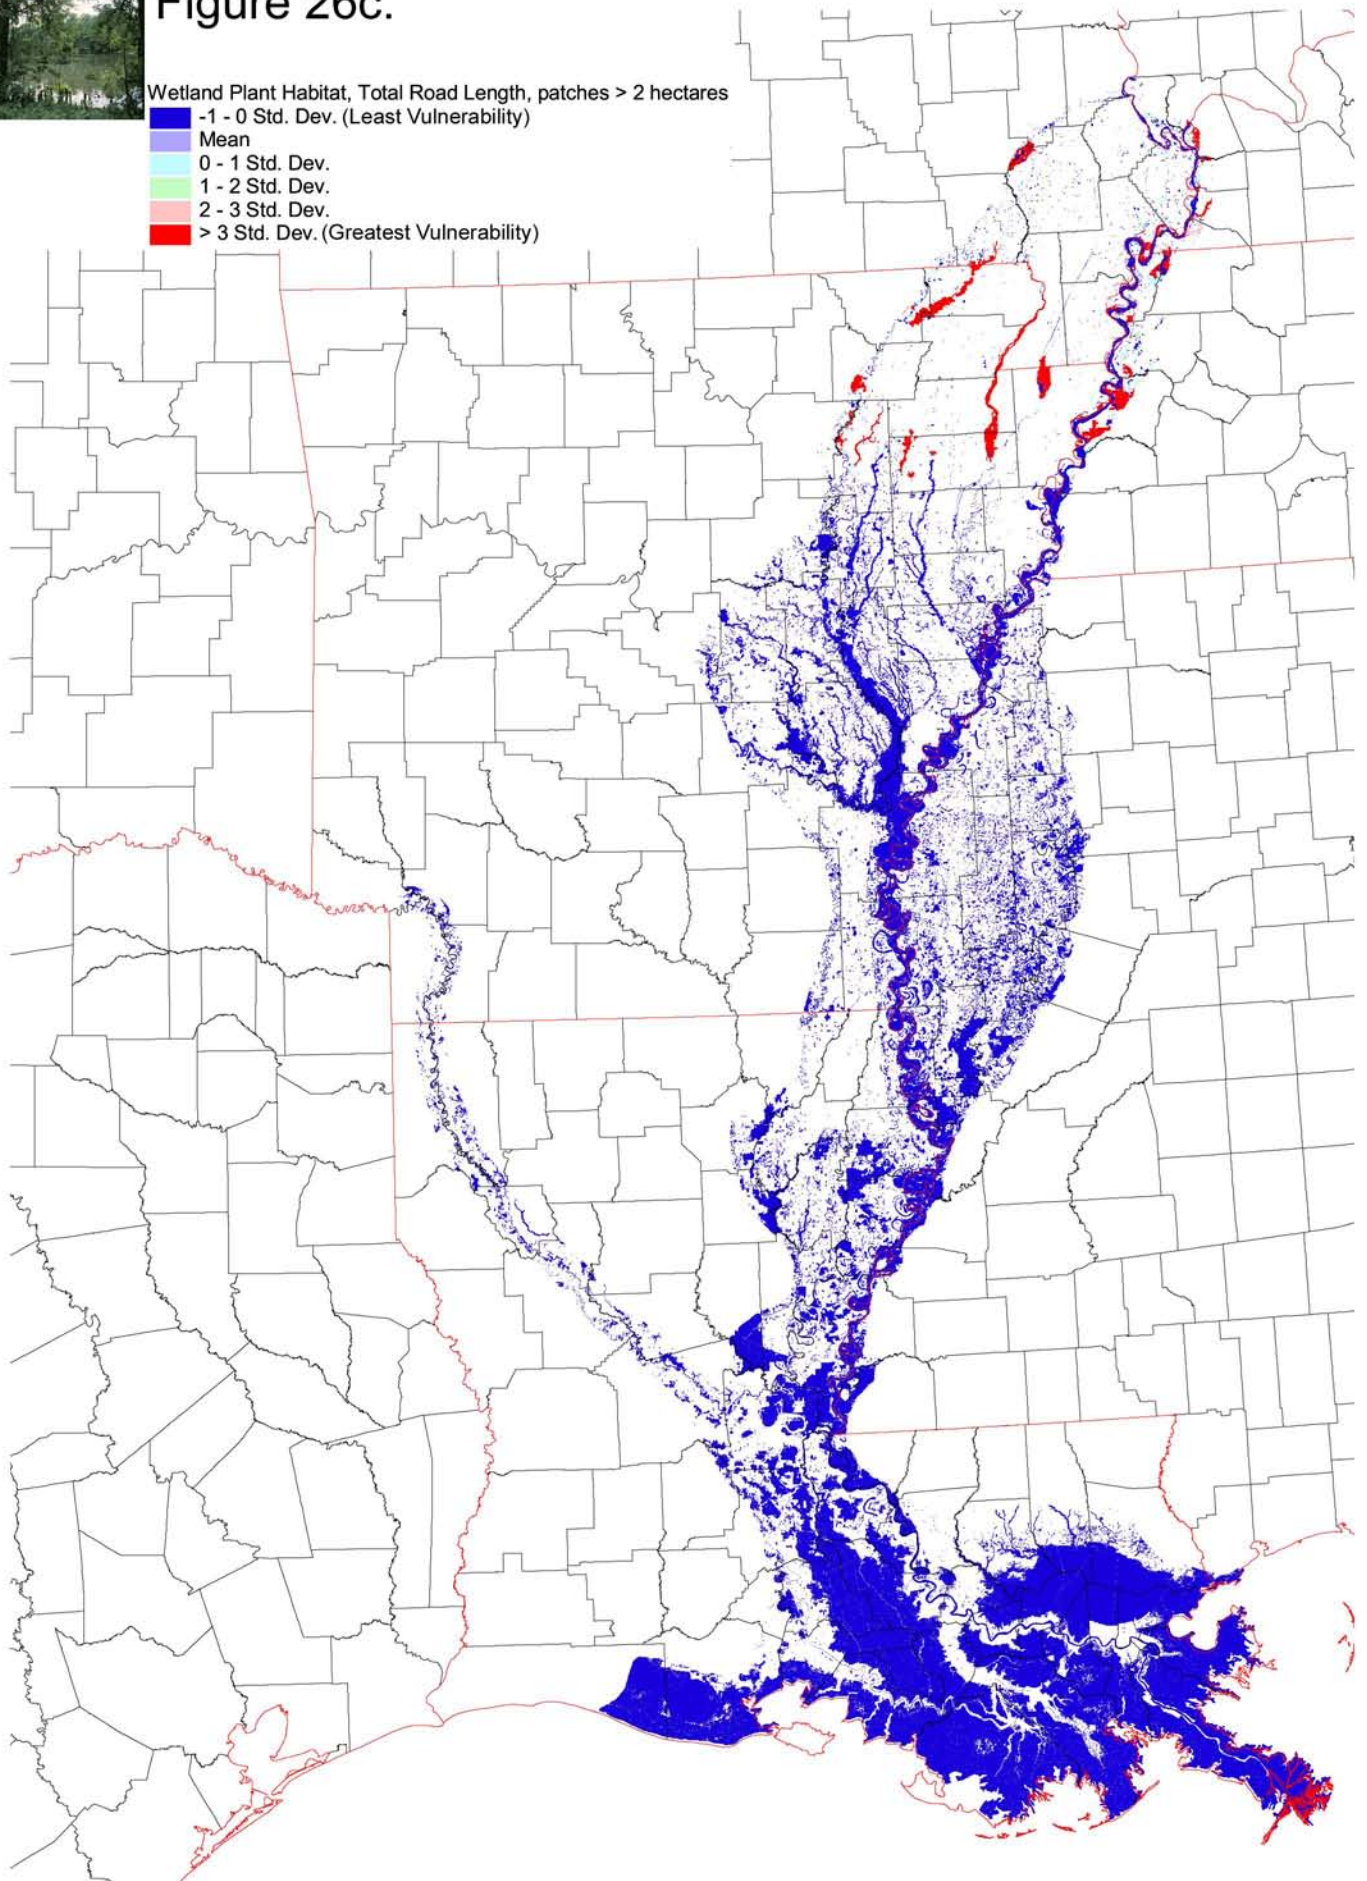 Figure 26c.
Wetland Plant Habitat, Total Road Length, patches > 2 hectares
-1 - 0 Std. Dev. (Least Vulnerability)
Mean
0 - 1 Std. Dev.
1 - 2 Std. Dev.
2 - 3 Std. Dev.
> 3 Std. Dev. (Greatest Vulnerability)